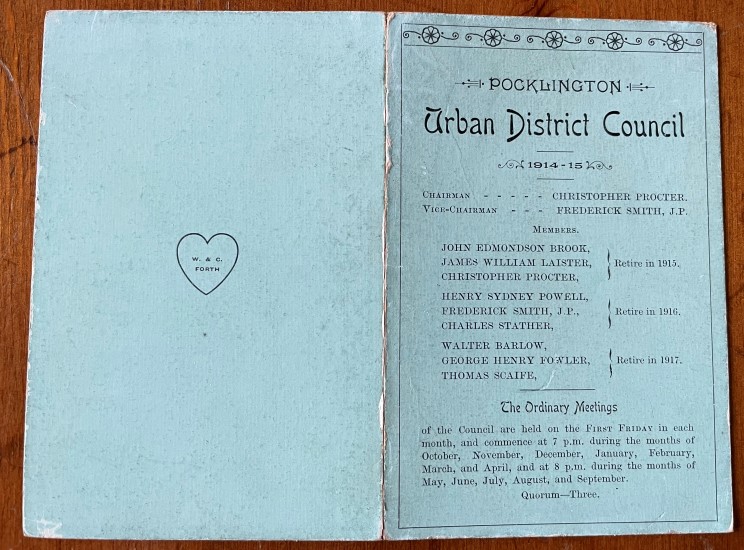 W. & C.
FORTH
POCKLINGTON
Urban District Council
1914-15
CHAIRMAN - - - - - CHRISTOPHER PROCTER.
VICE-CHAIRMAN - - - FREDERICK SMITH, J.P.
MEMBERS.
JOHN EDMONDSON BROOK,
JAMES WILLIAM LAISTER, Retire in 1915.
CHRISTOPHER PROCTER,
HENRY SYDNEY POWELL,
FREDERICK SMITH, J.P., Retire in 1916.
CHARLES STATHER,
WALTER BARLOW,
GEORGE HENRY FOWLER, Retire in 1917.
THOMAS SCAIFE,
The Ordinary Meetings
of the Council are held on the FIRST FRIDAY in each
month, and commence at 7 p.m. during the months of
October, November, December, January, February,
March, and April, and at 8 p.m. during the months of
May, June, July, August, and September.
Quorum—Three.